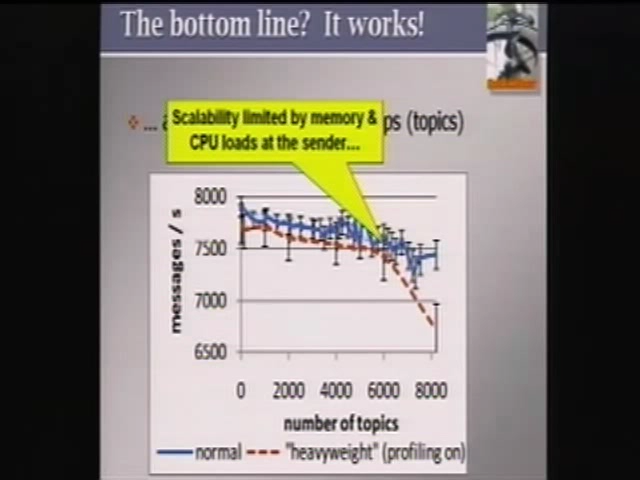 The bottom line? It works!
Scalability limited by memory &
CPU loads at the sender...
... a ps (topics)
8000
7500
7000
6500
messages / s
0 2000 4000 6000 8000
number of topics
normal "heavyweight" (profiling on)